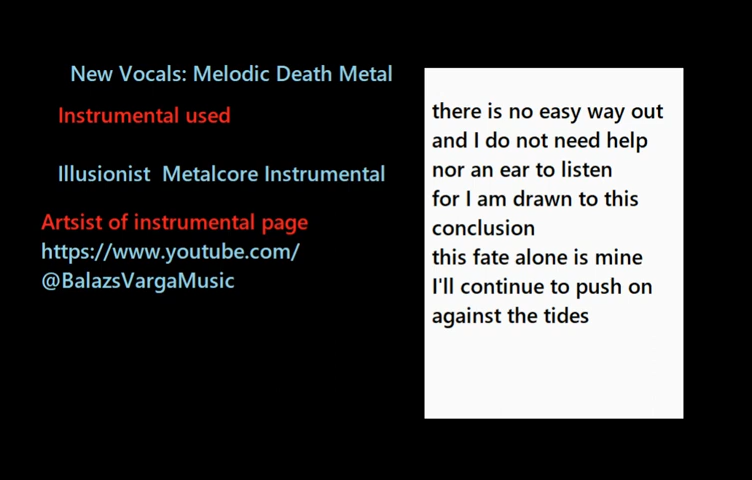 New Vocals: Melodic Death Metal
Instrumental used
Illusionist  Metalcore Instrumental
Artsist of instrumental page
https://www.youtube.com/
@BalazsVargaMusic
there is no easy way out
and I do not need help
nor an ear to listen
for I am drawn to this
conclusion
this fate alone is mine
I'll continue to push on
against the tides